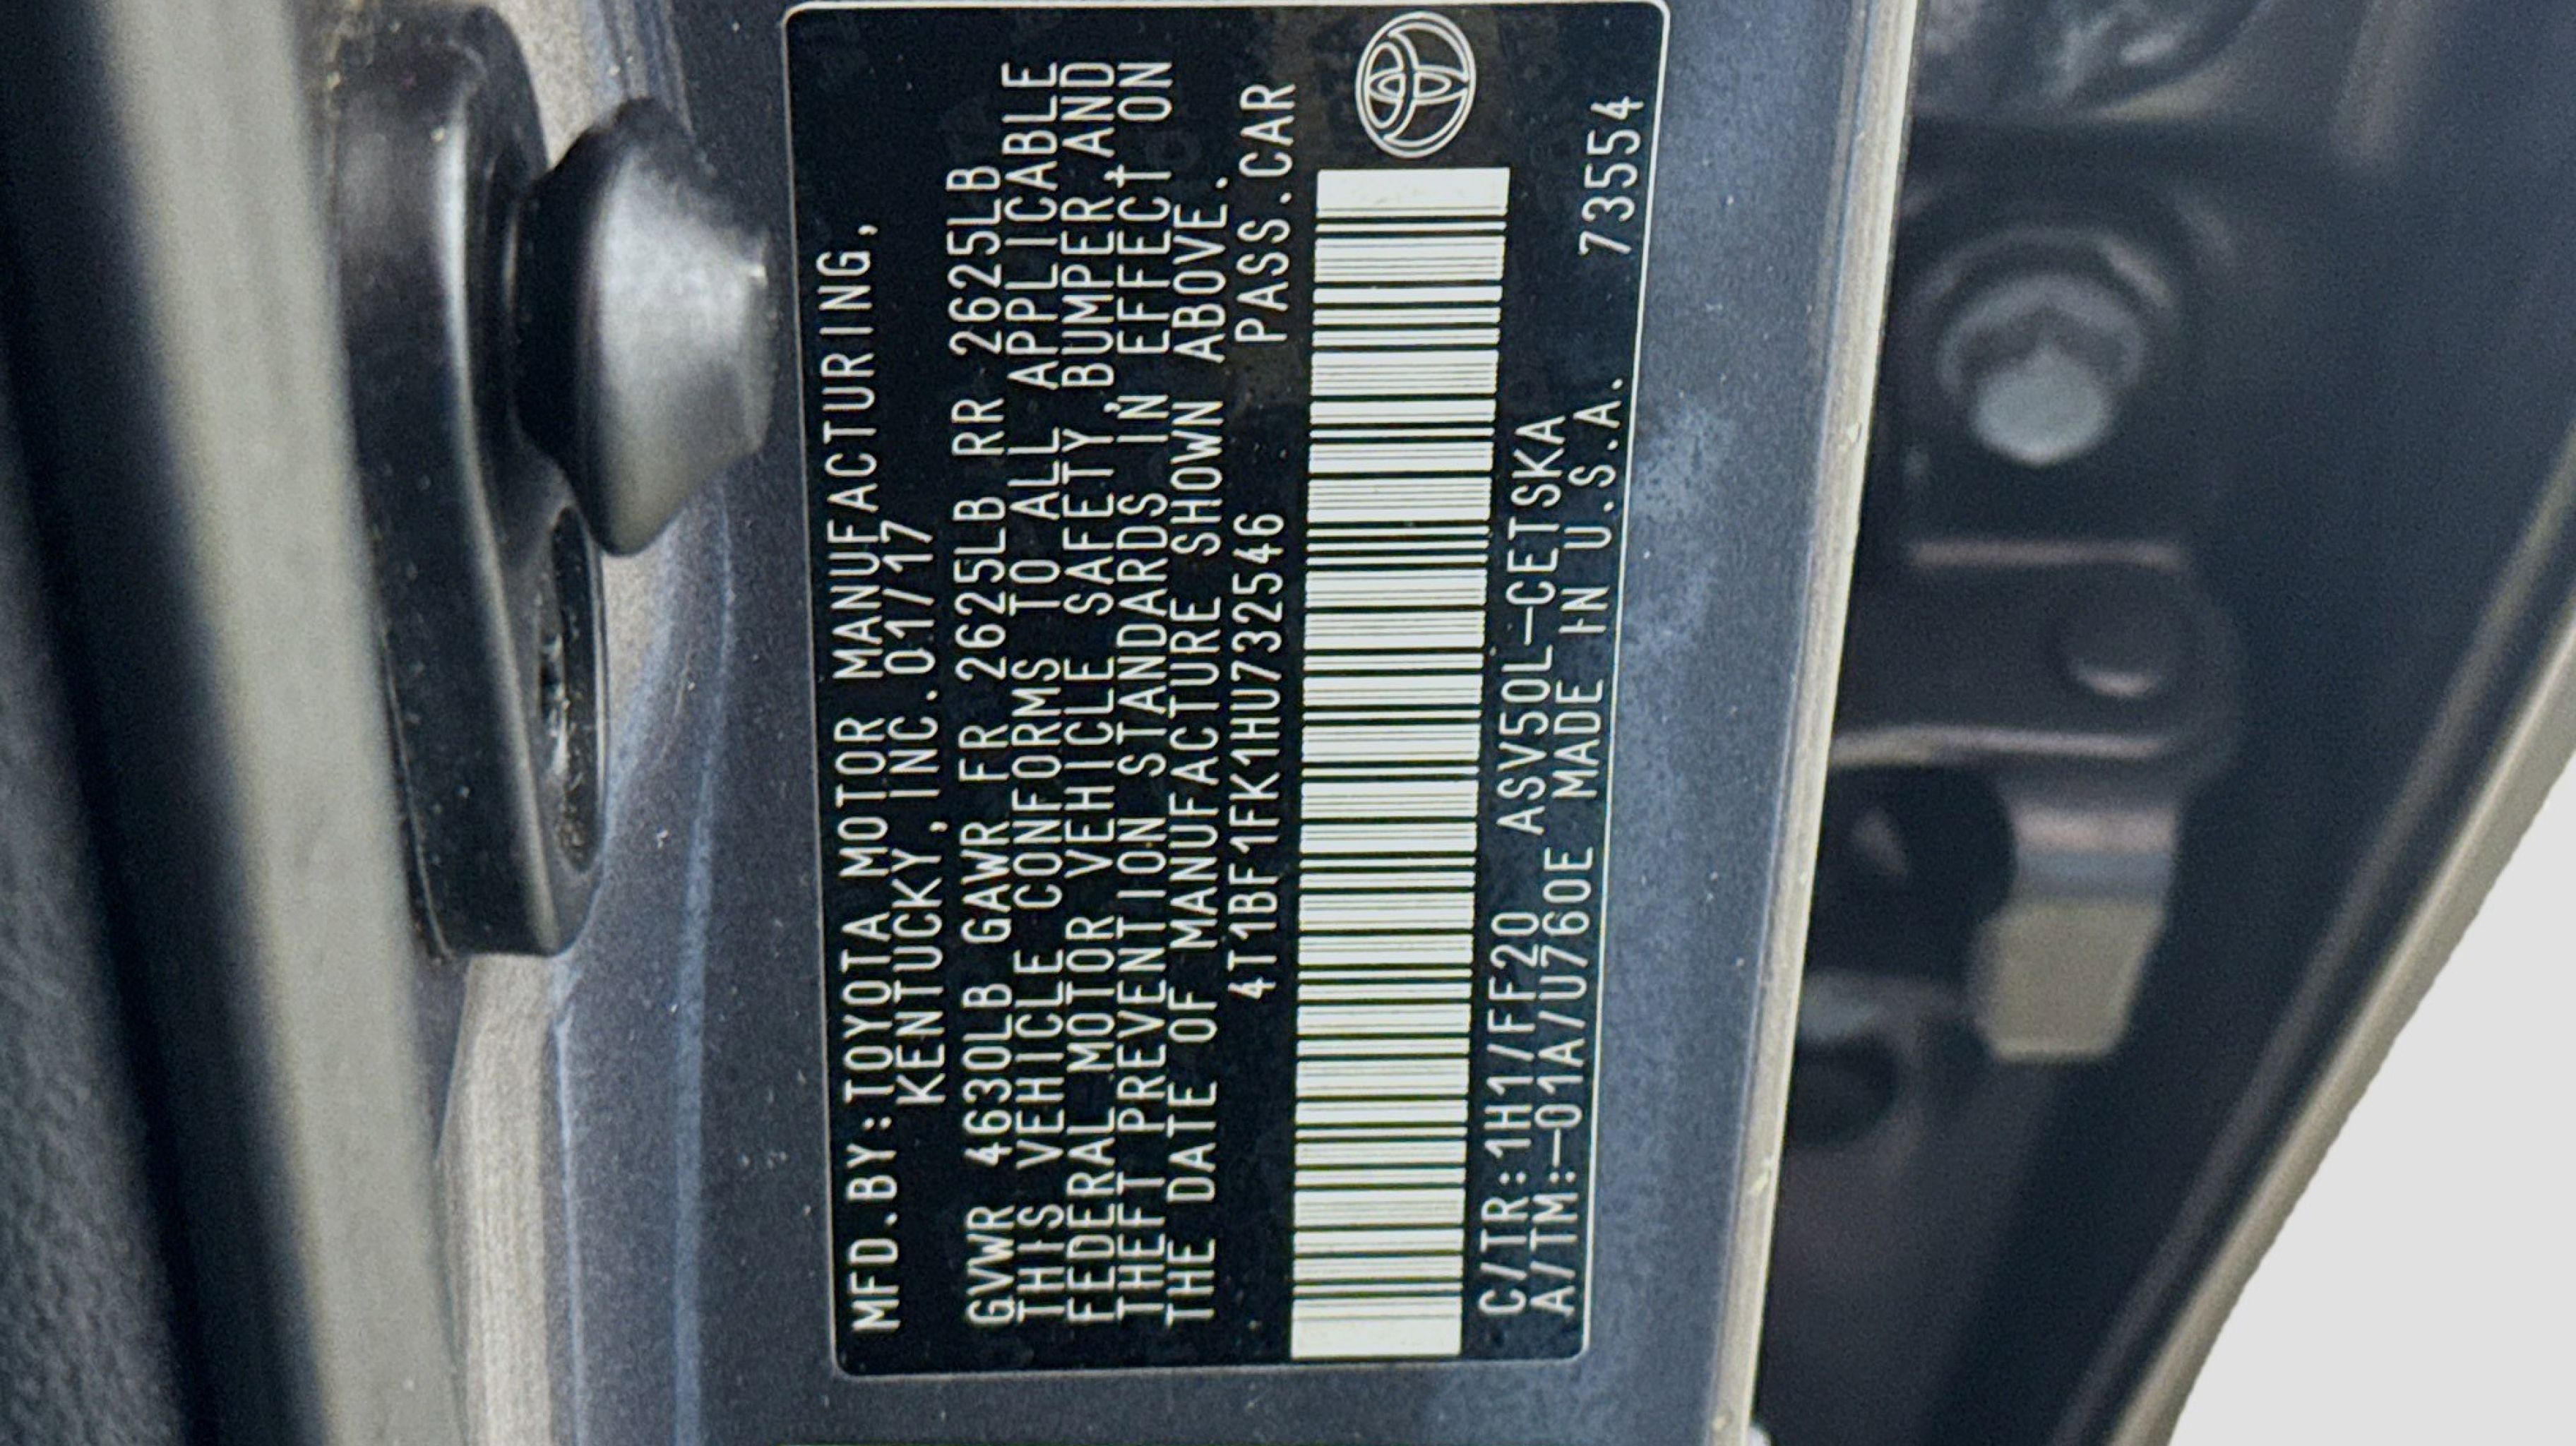 MFD.BY:TOYOTA MOTOR MANUFACTURING,
KENTUCKY, INC.01/17
GVWR 4630LB GAWR FR 2625LB RR 2625LB
THIS VEHICLE CONFORMS TO ALL APPLICABLE
FEDERAL MOTOR VEHICLE SAFETY, BUMPER, AND
THEFT PREVENTION STANDARDS IN EFFECT ON
THE DATE OF MANUFACTURE SHOWN ABOVE.
4T1BF1FK1HU732546 PASS.CAR
C/TR:1H1/FF20 ASV50L-CETSKA
A/TM:-01A/U760E MADE IN U.S.A. 73554